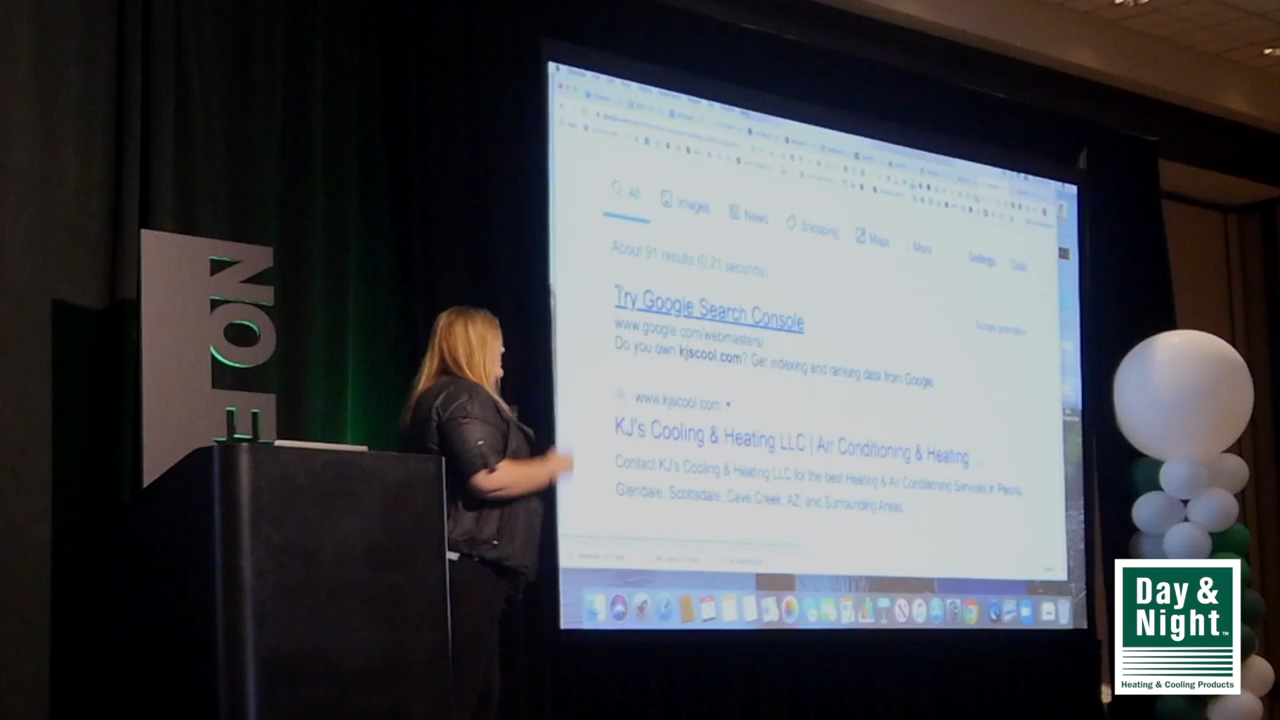 All Images News Shopping Maps More Settings Tools
About 91 results (0.21 seconds)
Try Google Search Console
www.google.com/webmasters/
Do you own kjscool.com? Get indexing and ranking data from Google.
www.kjscool.com
KJ's Cooling & Heating LLC | Air Conditioning & Heating
Contact KJ's Cooling & Heating LLC for the best Heating & Air Conditioning Services in Peoria,
Glendale, Scottsdale, Cave Creek, AZ, and Surrounding Areas.
TON
Day &
Night™
Heating & Cooling Products